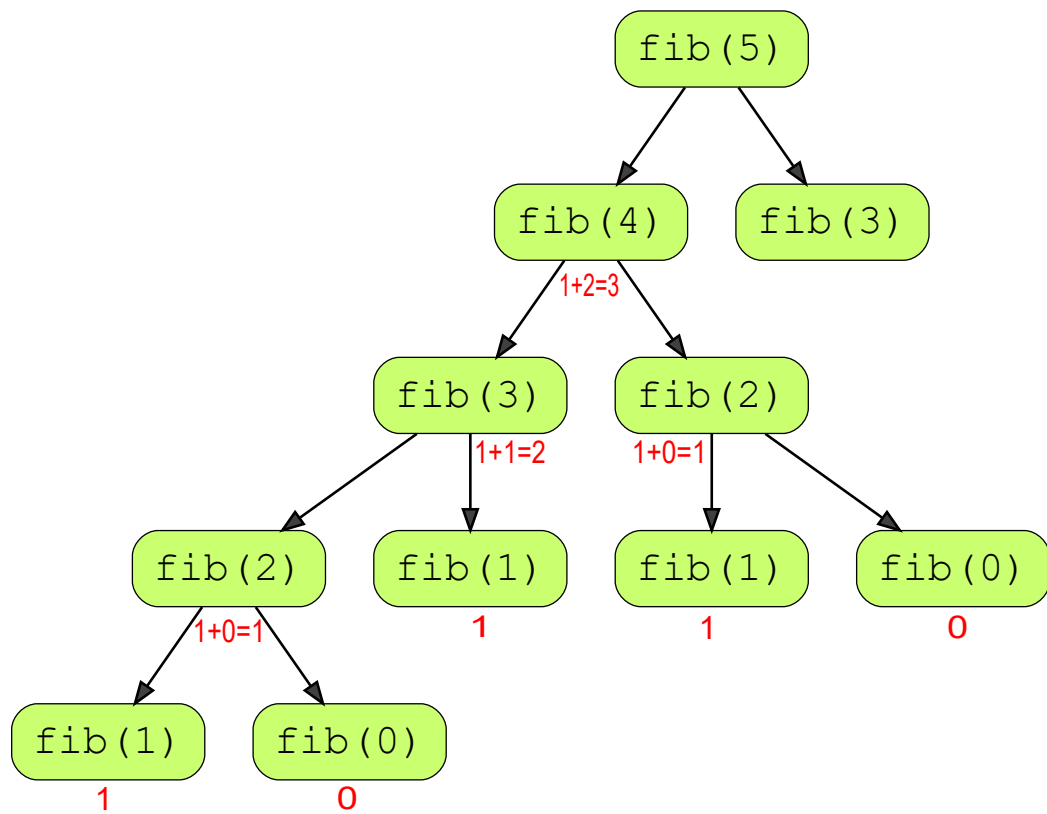 fib(5)
fib(4)
fib(3)
1+2=3
fib(3)
fib(2)
1+1=2
1+0=1
fib(2)
fib(1)
fib(1)
fib(0)
1+0=1
1
1
0
fib(1)
fib(0)
1
0